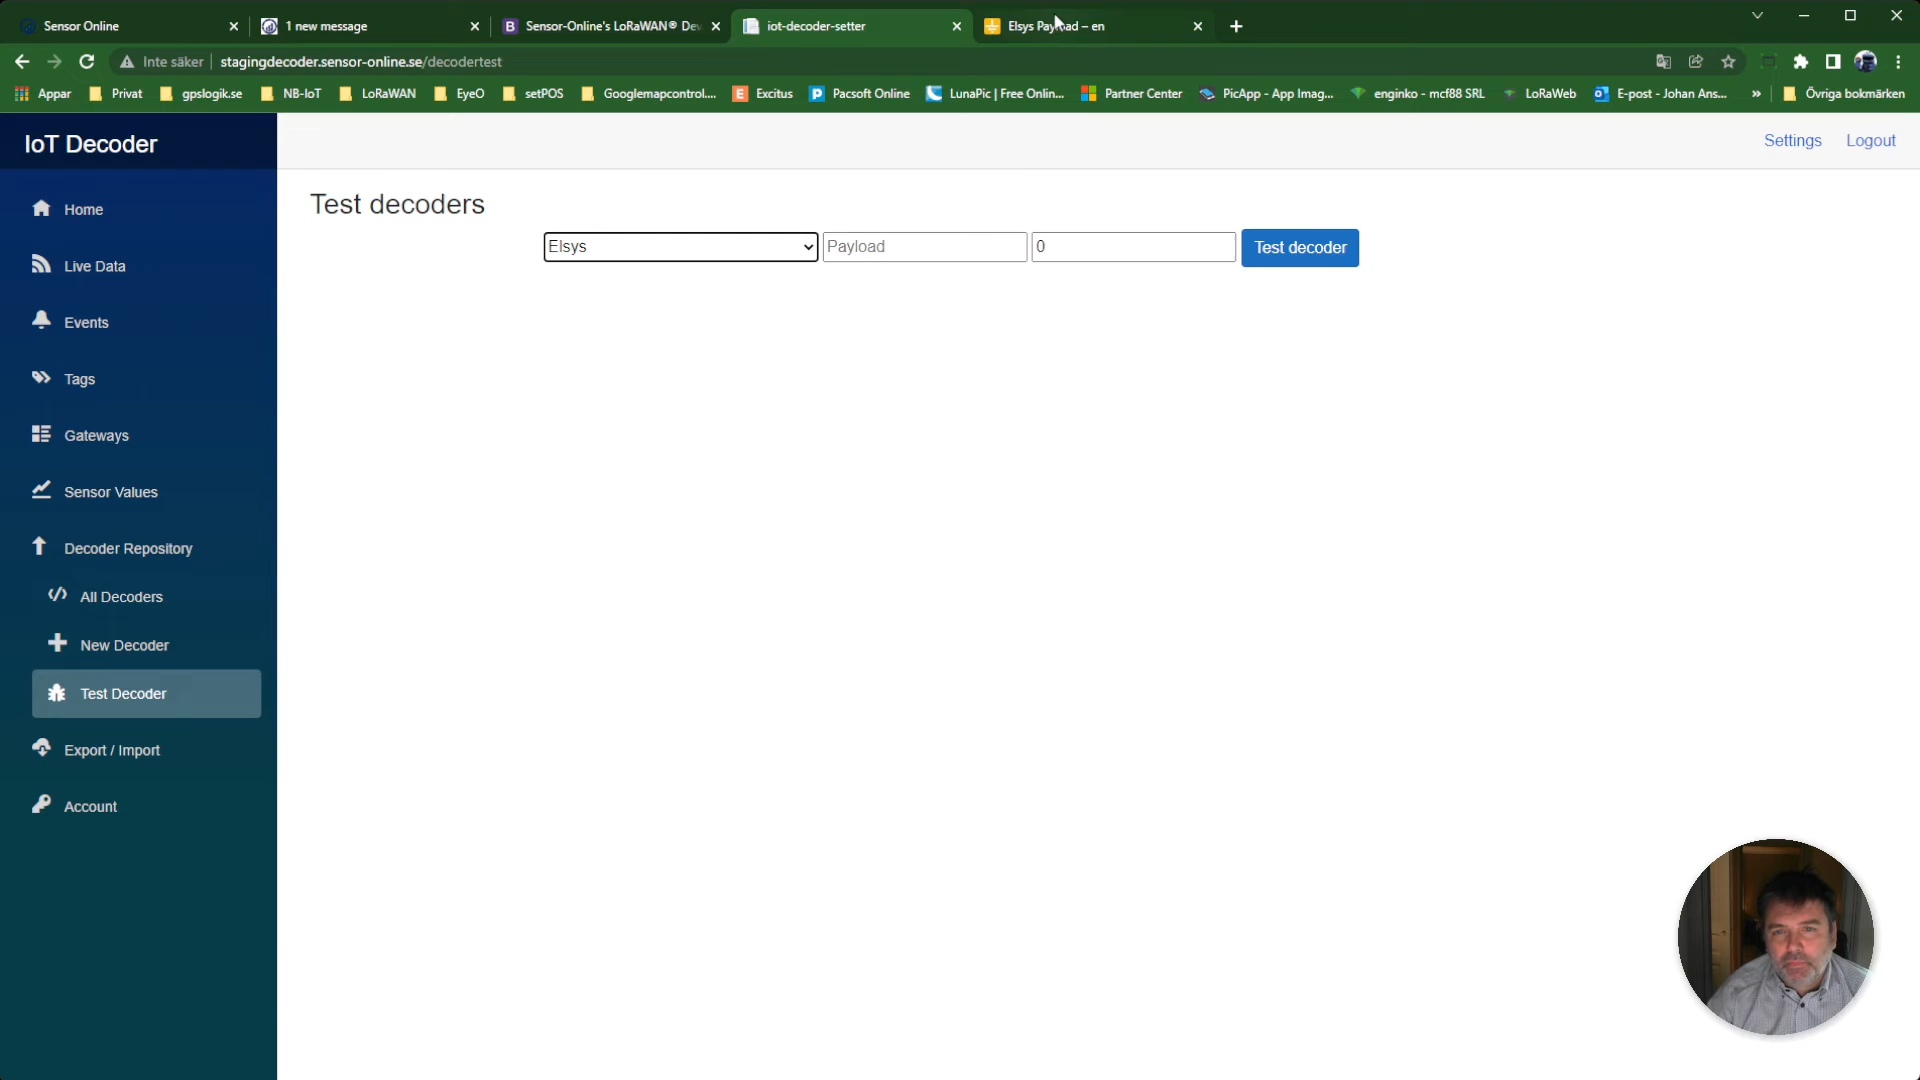 Sensor Online
1 new message
Sensor-Online's LoRaWAN® Dev
iot-decoder-setter
Elsys Payload – en
Inte säker
stagingdecoder.sensor-online.se/decodertest
Appar
Privat
gpslogik.se
NB-IoT
LoRaWAN
EyeO
setPOS
Googlemapcontrol....
Excitus
Pacsoft Online
LunaPic | Free Onlin...
Partner Center
PicApp - App Imag...
enginko - mcf88 SRL
LoRaWeb
E-post - Johan Ans...
»
Övriga bokmärken
IoT Decoder
Settings
Logout
Home
Live Data
Events
Tags
Gateways
Sensor Values
Decoder Repository
All Decoders
New Decoder
Test Decoder
Export / Import
Account
Test decoders
Elsys
Payload
0
Test decoder